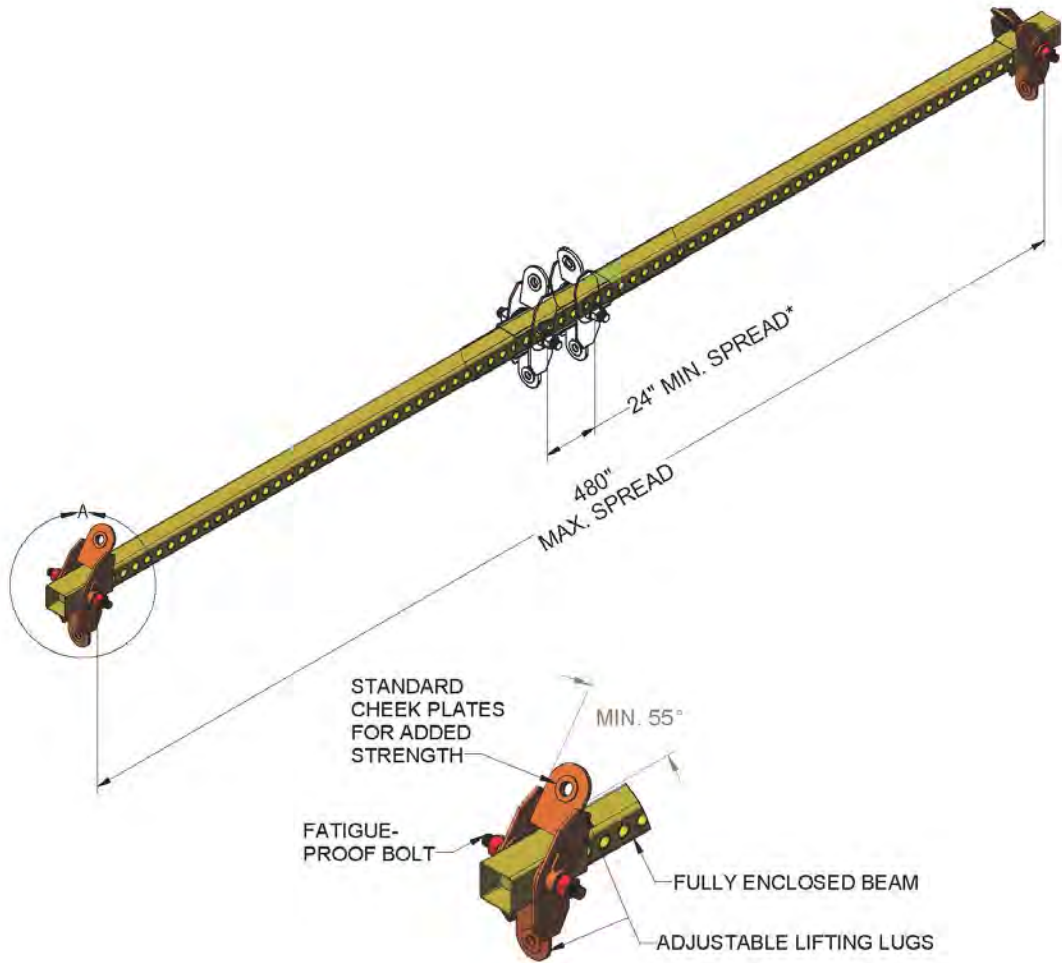 24" MIN. SPREAD*
480"
MAX. SPREAD
A
STANDARD
CHEEK PLATES
FOR ADDED
STRENGTH
MIN. 55°
FATIGUE-
PROOF BOLT
FULLY ENCLOSED BEAM
ADJUSTABLE LIFTING LUGS